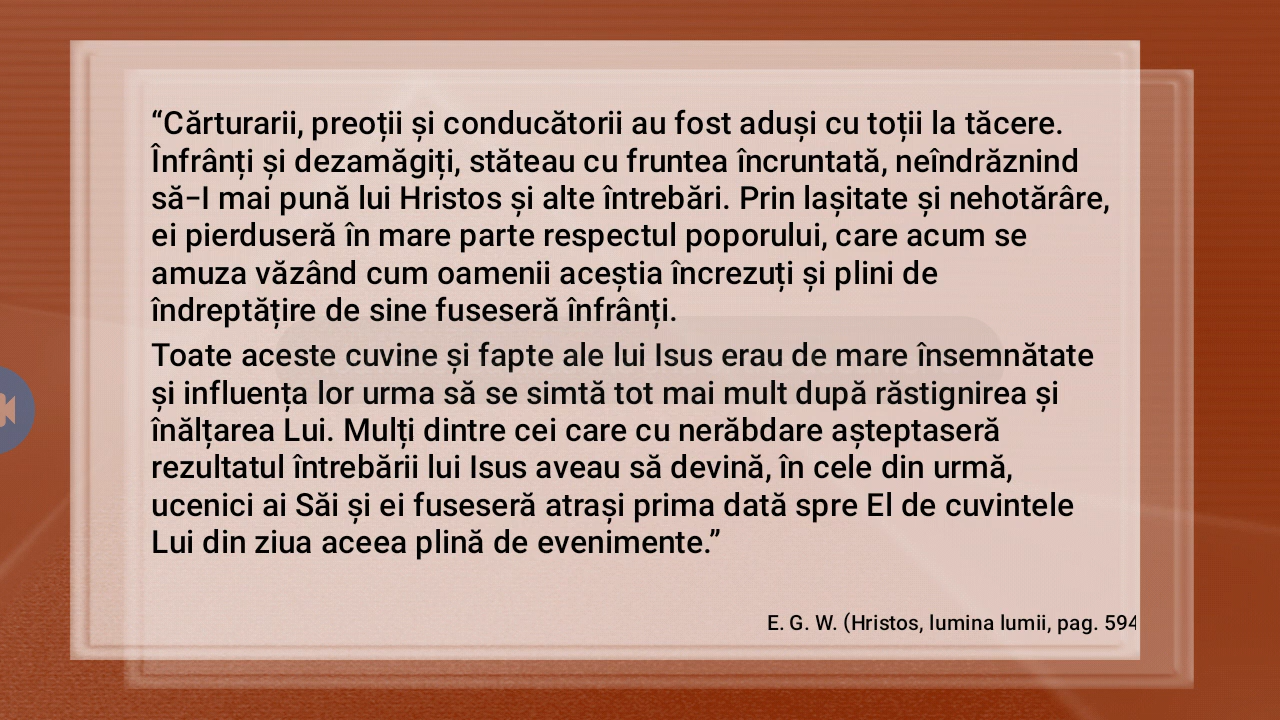 “Cărturarii, preoții și conducătorii au fost aduși cu toții la tăcere.
Înfrânți și dezamăgiți, stăteau cu fruntea încruntată, neîndrăznind
să-I mai pună lui Hristos și alte întrebări. Prin lașitate și nehotărâre,
ei pierduseră în mare parte respectul poporului, care acum se
amuza văzând cum oamenii aceștia încrezuți și plini de
îndreptățire de sine fuseseră înfrânți.
Toate aceste cuvine și fapte ale lui Isus erau de mare însemnătate
și influența lor urma să se simtă tot mai mult după răstignirea și
înălțarea Lui. Mulți dintre cei care cu nerăbdare așteptaseră
rezultatul întrebării lui Isus aveau să devină, în cele din urmă,
ucenici ai Săi și ei fuseseră atrași prima dată spre El de cuvintele
Lui din ziua aceea plină de evenimente.”
E. G. W. (Hristos, lumina lumii, pag. 594